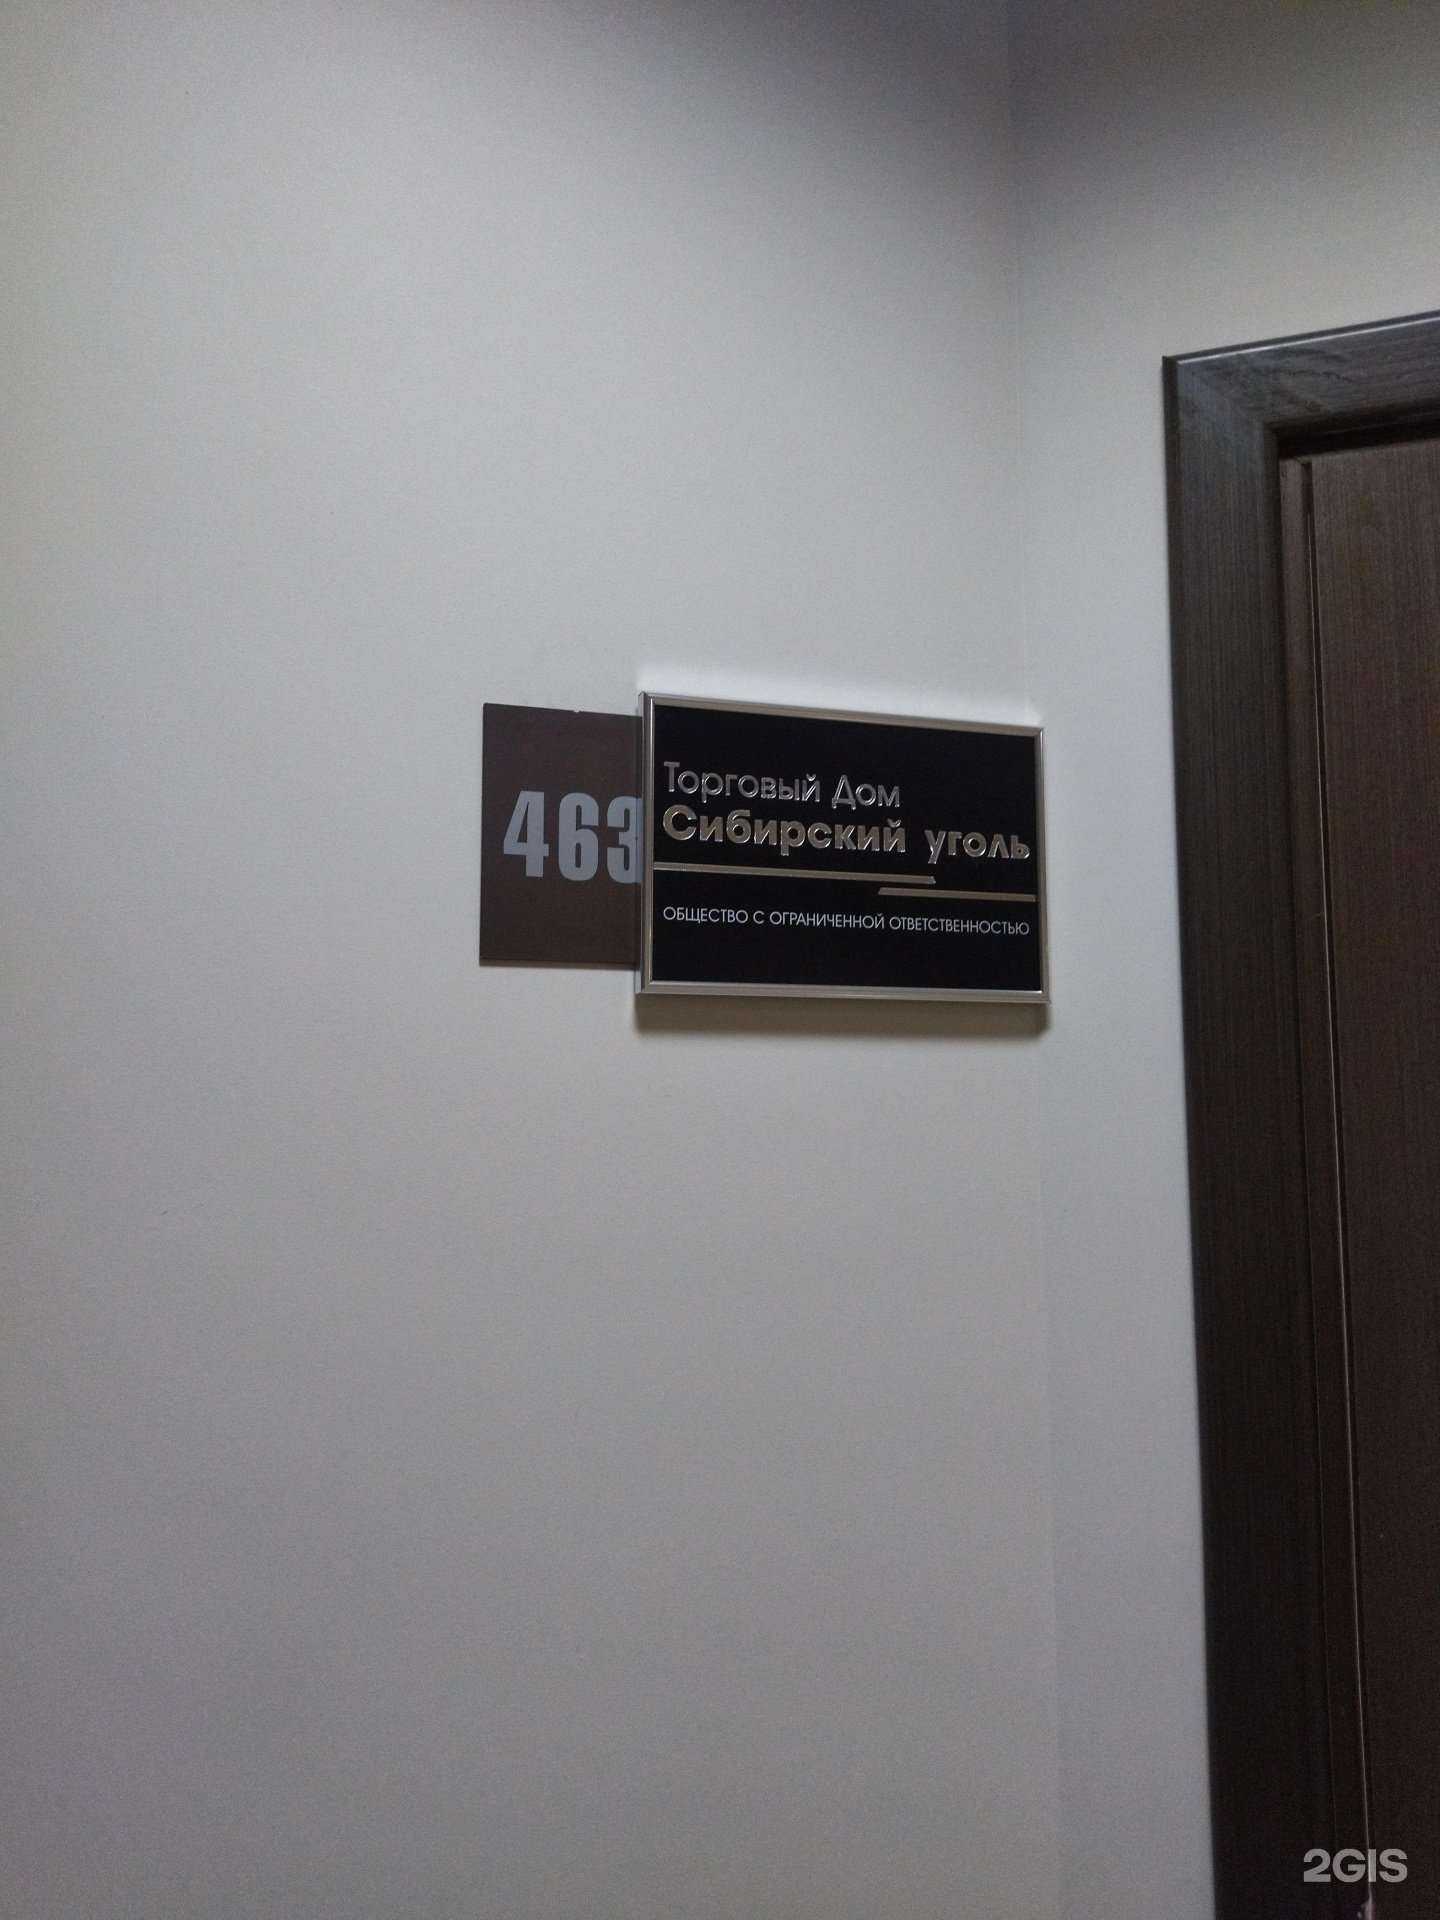 463
Торговый Дом
Сибирский уголь
ОБЩЕСТВО С ОГРАНИЧЕННОЙ ОТВЕТСТВЕННОСТЬЮ
2GIS